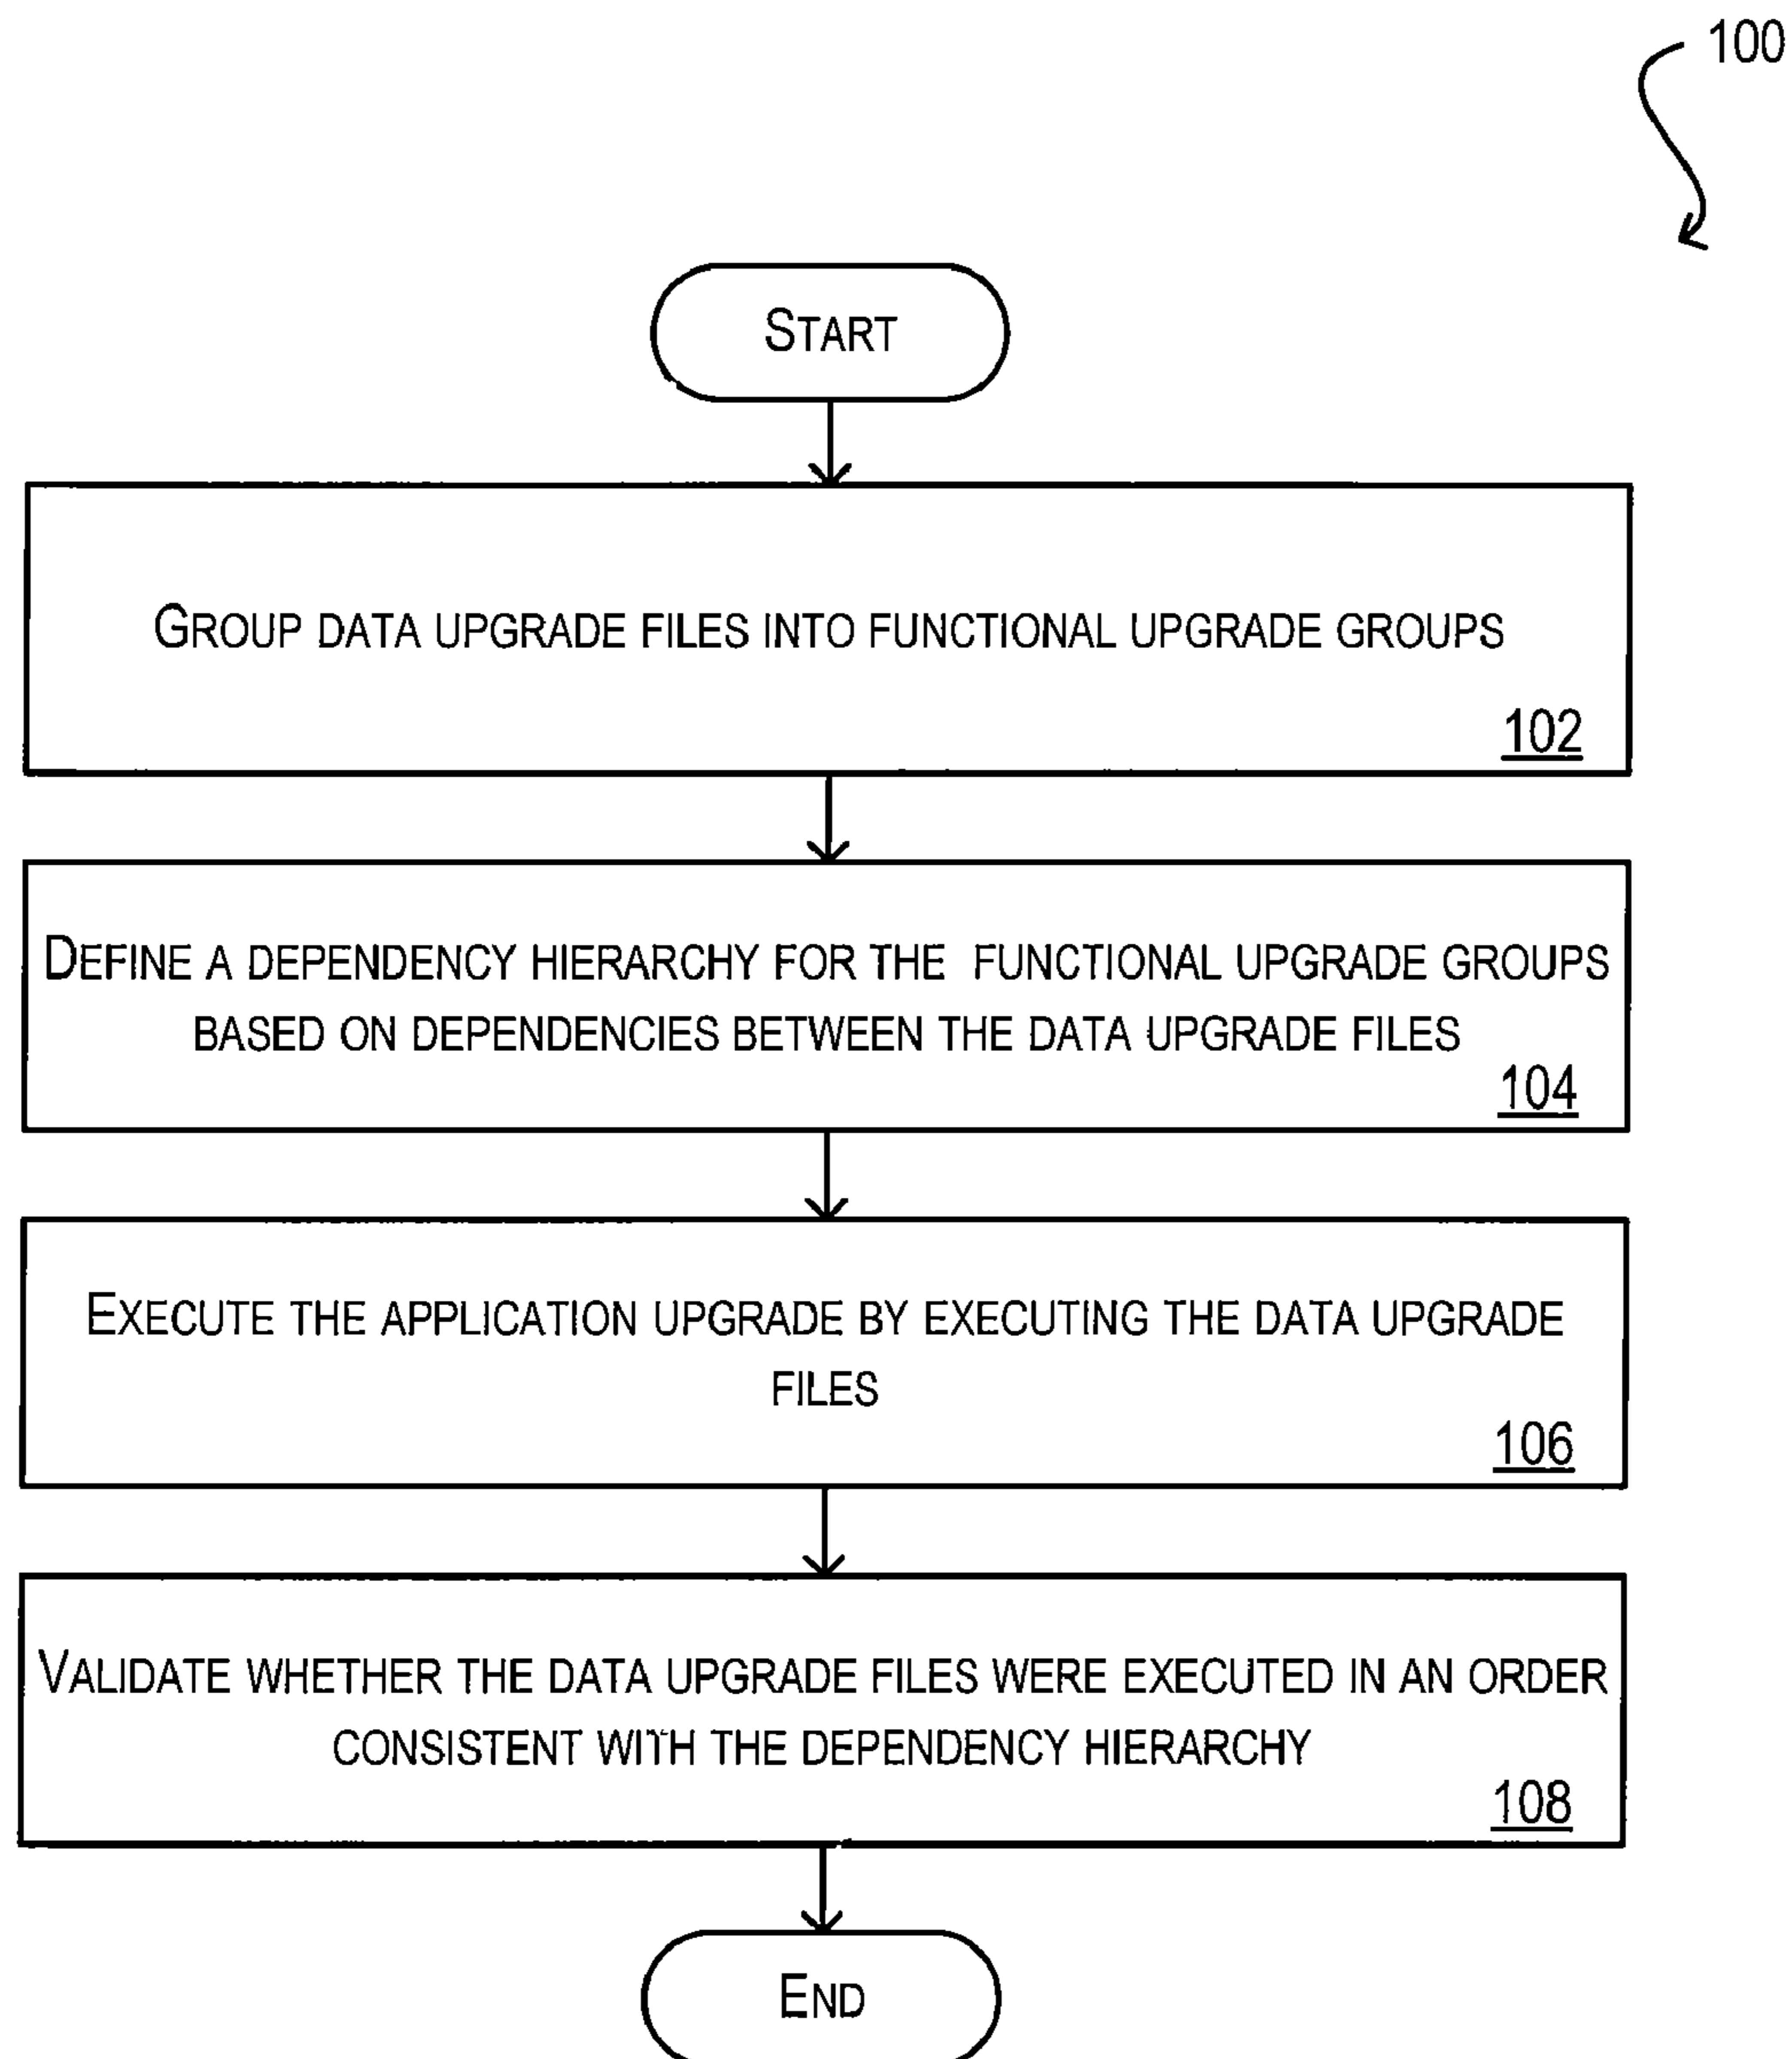 100
START
GROUP DATA UPGRADE FILES INTO FUNCTIONAL UPGRADE GROUPS
102
DEFINE A DEPENDENCY HIERARCHY FOR THE FUNCTIONAL UPGRADE GROUPS
BASED ON DEPENDENCIES BETWEEN THE DATA UPGRADE FILES
104
EXECUTE THE APPLICATION UPGRADE BY EXECUTING THE DATA UPGRADE
FILES
106
VALIDATE WHETHER THE DATA UPGRADE FILES WERE EXECUTED IN AN ORDER
CONSISTENT WITH THE DEPENDENCY HIERARCHY
108
END